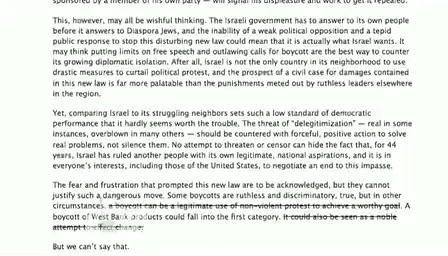 sponsored by a member of his own party — will signal his displeasure and work to get it repealed.
This, however, may all be wishful thinking. The Israeli government has to answer to its own people
before it answers to Diaspora Jews, and the inability of a weak political opposition and a tepid
public response to stop this disturbing new law could mean that it is actually what Israel wants. It
may think putting limits on free speech and outlawing calls for boycott are the best way to counter
its growing diplomatic isolation. After all, Israel is not the only country in its neighborhood to use
drastic measures to curtail political protest, and the prospect of a civil case for damages contained
in this new law is far more palatable than the punishments meted out by ruthless leaders elsewhere
in the region.
Yet, comparing Israel to its struggling neighbors sets such a low standard of democratic
performance that it hardly seems worth the trouble. The threat of “delegitimization” — real in some
instances, overblown in many others — should be countered with forceful, positive action to solve
real problems, not silence them. No attempt to threaten or censor can hide the fact that, for 44
years, Israel has ruled another people with its own legitimate, national aspirations, and it is in
everyone's interests, including those of the United States, to negotiate an end to this impasse.
The fear and frustration that prompted this new law are to be acknowledged, but they cannot
justify such a dangerous move. Some boycotts are ruthless and discriminatory, true, but in other
circumstances, a boycott can be a legitimate use of non-violent protest to achieve a worthy goal. A
boycott of West Bank products could fall into the first category. It could also be seen as a noble
attempt to effect change.
But we can't say that.